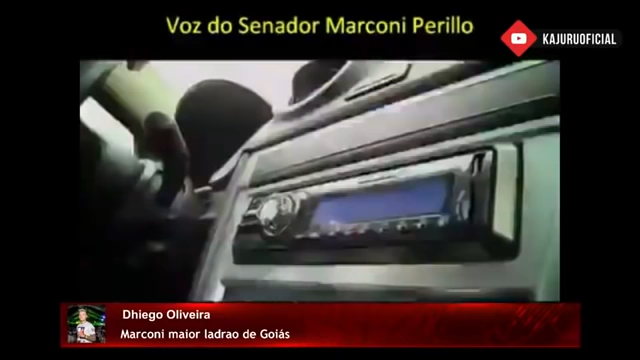 Voz do Senador Marconi Perillo
KAJURUOFICIAL
Dhiego Oliveira
Marconi maior ladrao de Goiás